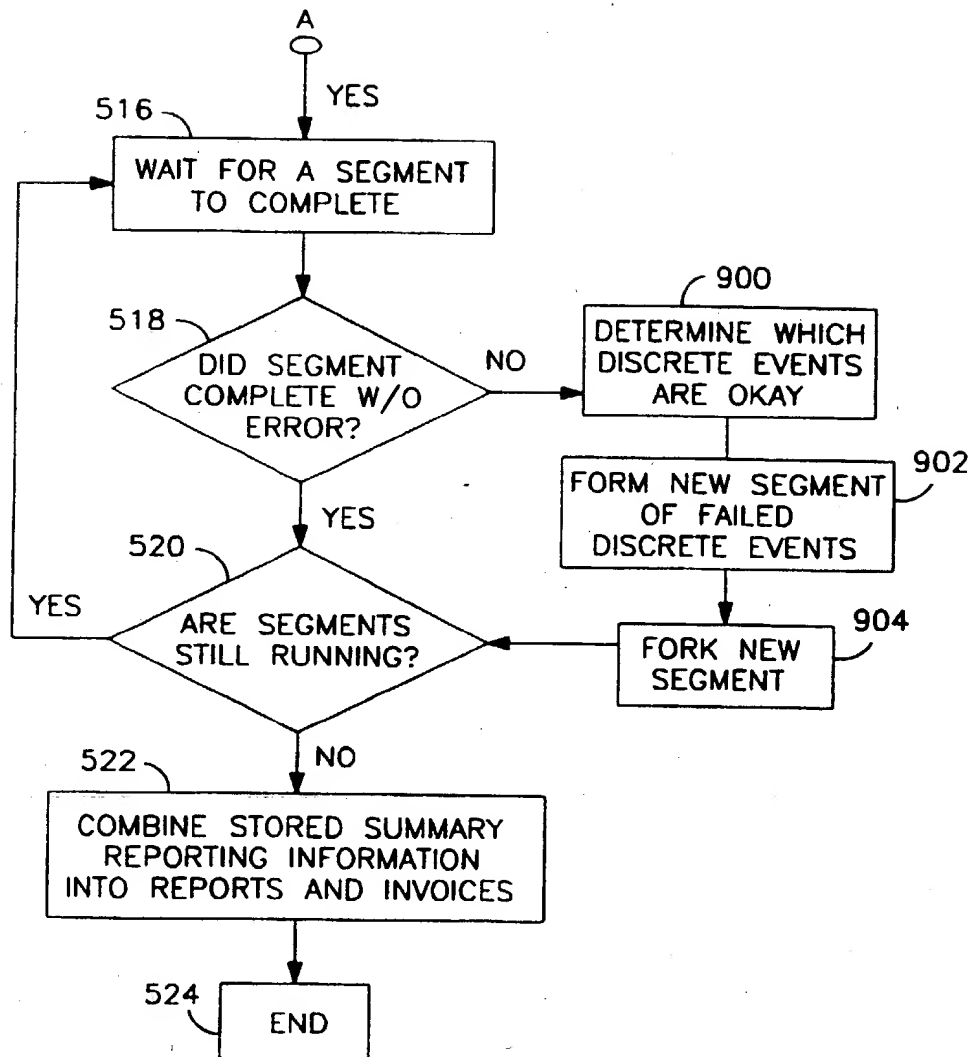 A
YES
516
WAIT FOR A SEGMENT
TO COMPLETE
518
DID SEGMENT
COMPLETE W/O
ERROR?
NO
900
DETERMINE WHICH
DISCRETE EVENTS
ARE OKAY
902
FORM NEW SEGMENT
OF FAILED
DISCRETE EVENTS
904
FORK NEW
SEGMENT
YES
520
YES
ARE SEGMENTS
STILL RUNNING?
NO
522
COMBINE STORED SUMMARY
REPORTING INFORMATION
INTO REPORTS AND INVOICES
524
END